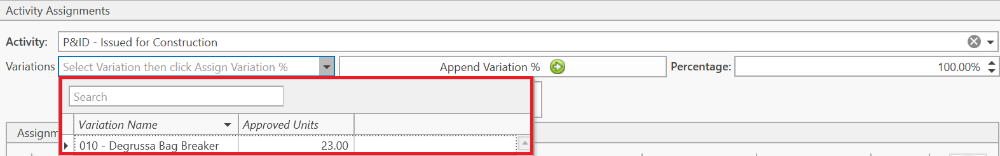 Activity Assignments
Activity: P&ID - Issued for Construction
Variations Select Variation then click Assign Variation % Append Variation % Percentage: 100.00%
Search
Variation Name Approved Units
Assignm
010 - Degrussa Bag Breaker 23.00